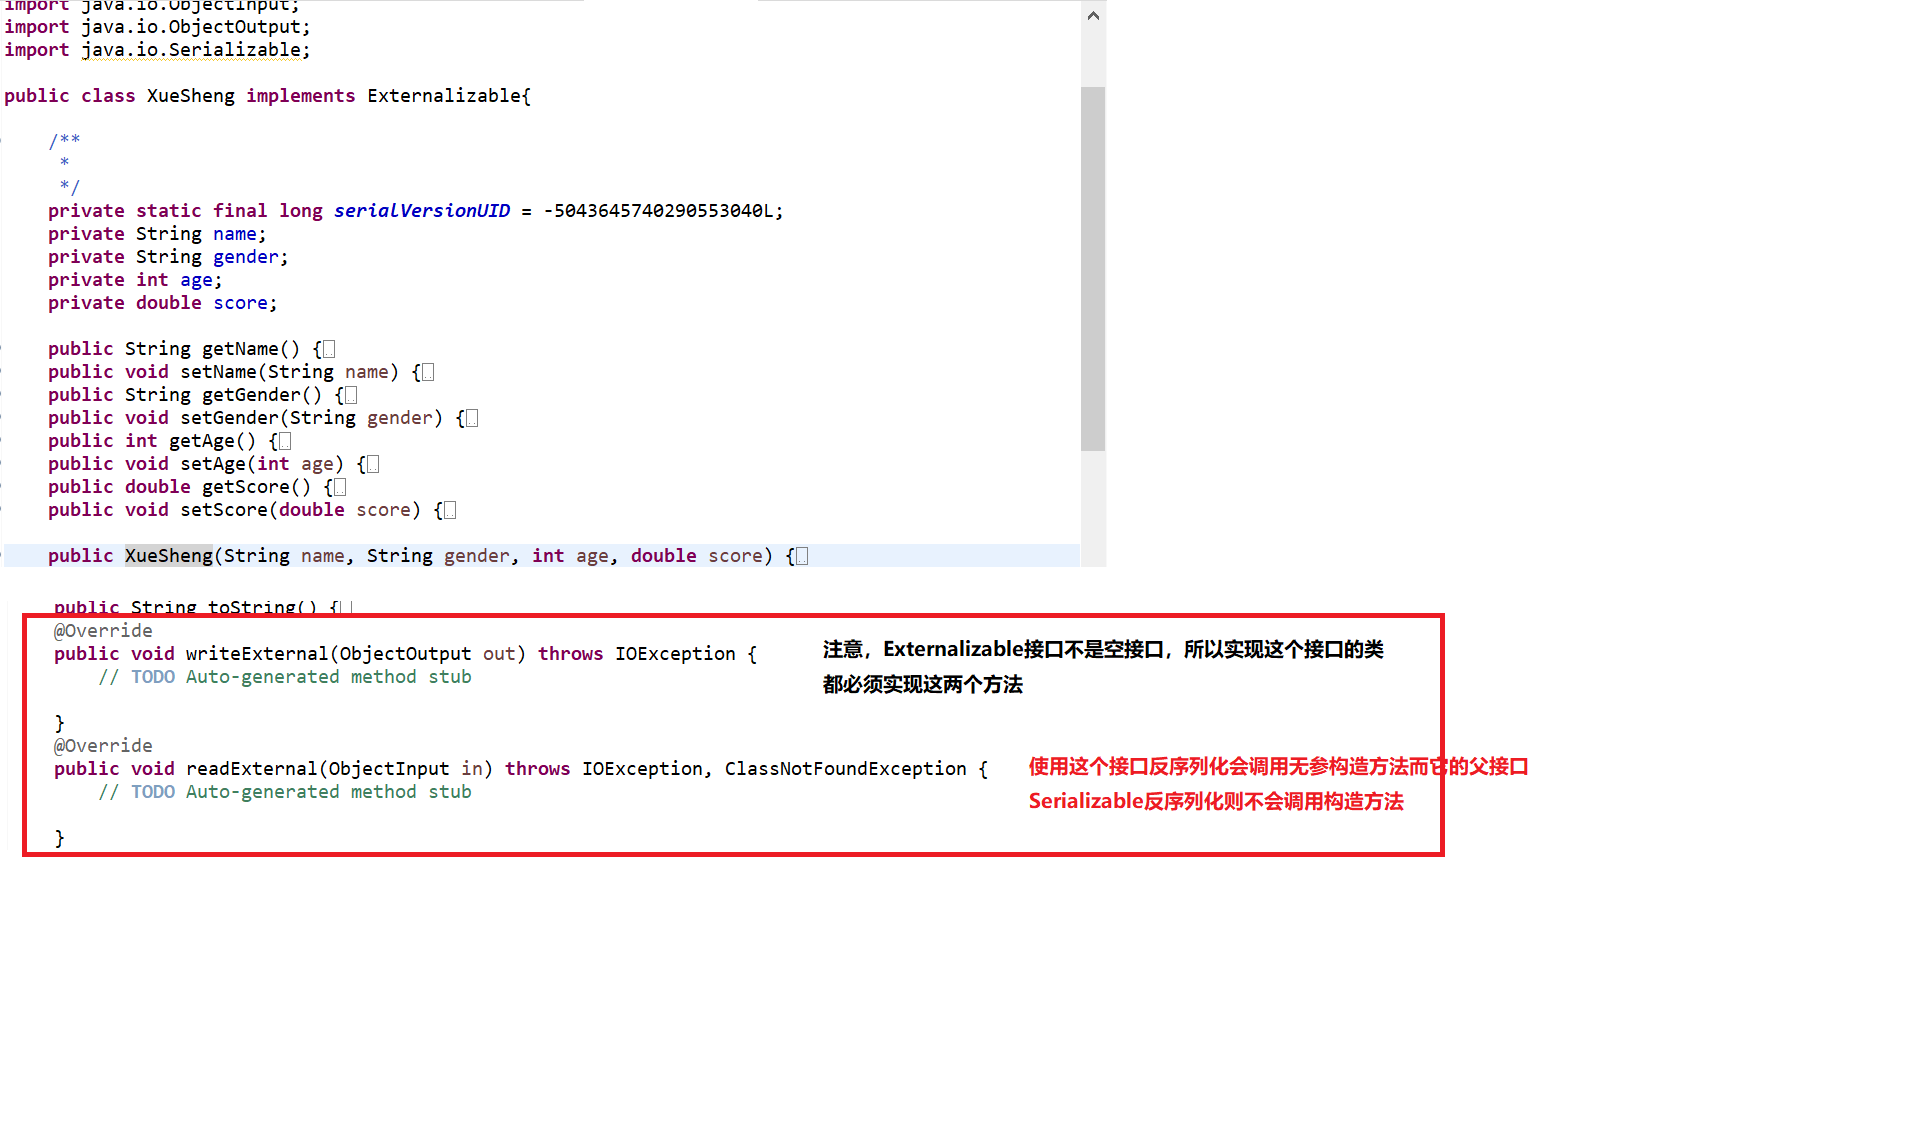 import java.io.ObjectInput;
import java.io.ObjectOutput;
import java.io.Serializable;
public class XueSheng implements Externalizable{
/**
*
*/
private static final long serialVersionUID = -5043645740290553040L;
private String name;
private String gender;
private int age;
private double score;
public String getName() {
public void setName(String name) {
public String getGender() {
public void setGender(String gender) {
public int getAge() {
public void setAge(int age) {
public double getScore() {
public void setScore(double score) {
public XueSheng(String name, String gender, int age, double score) {
public String toString() {
@Override
public void writeExternal(ObjectOutput out) throws IOException {
// TODO Auto-generated method stub
}
@Override
public void readExternal(ObjectInput in) throws IOException, ClassNotFoundException {
// TODO Auto-generated method stub
}
注意，Externalizable接口不是空接口，所以实现这个接口的类
都必须实现这两个方法
使用这个接口反序列化会调用无参构造方法而它的父接口
Serializable反序列化则不会调用构造方法